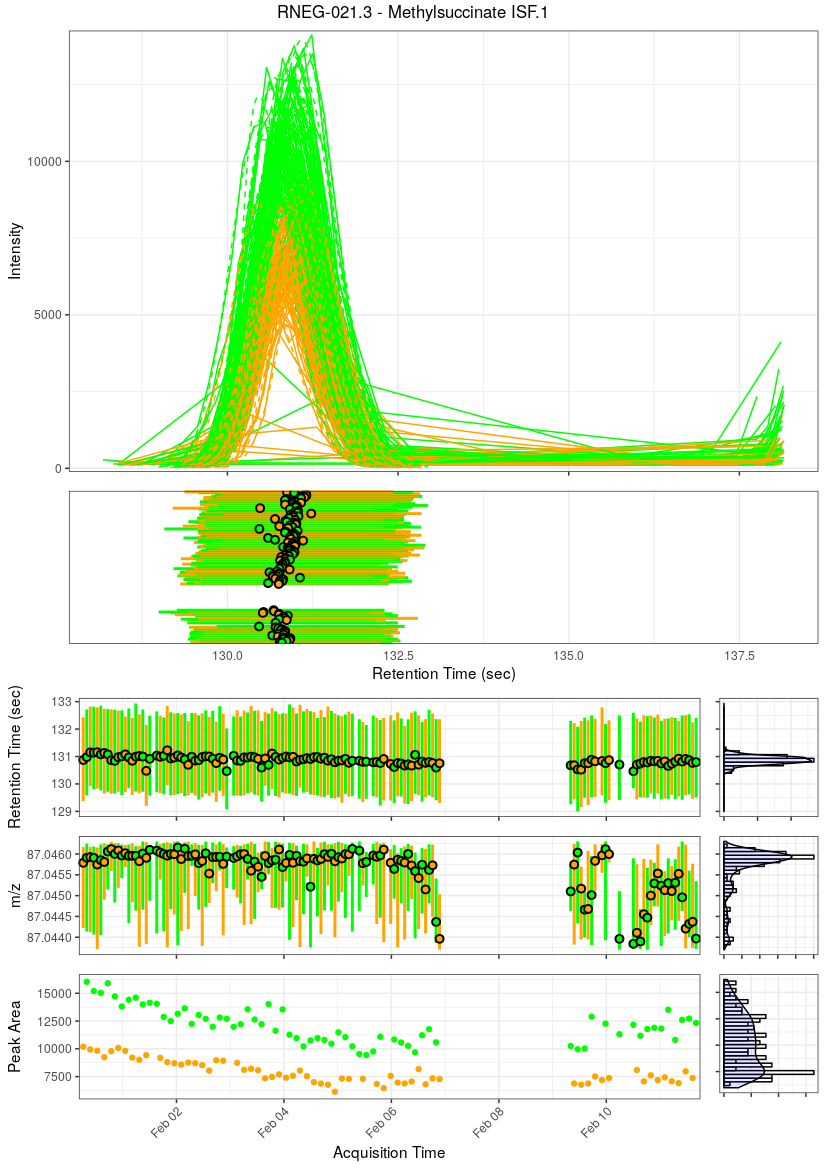 RNEG-021.3 - Methylsuccinate ISF.1
Intensity
10000
5000
0
130.0
132.5
135.0
137.5
Retention Time (sec)
Retention Time (sec)
133
132
131
130
129
m/z
87.0460
87.0455
87.0450
87.0445
87.0440
Peak Area
15000
12500
10000
7500
Feb 02
Feb 04
Feb 06
Feb 08
Feb 10
Acquisition Time